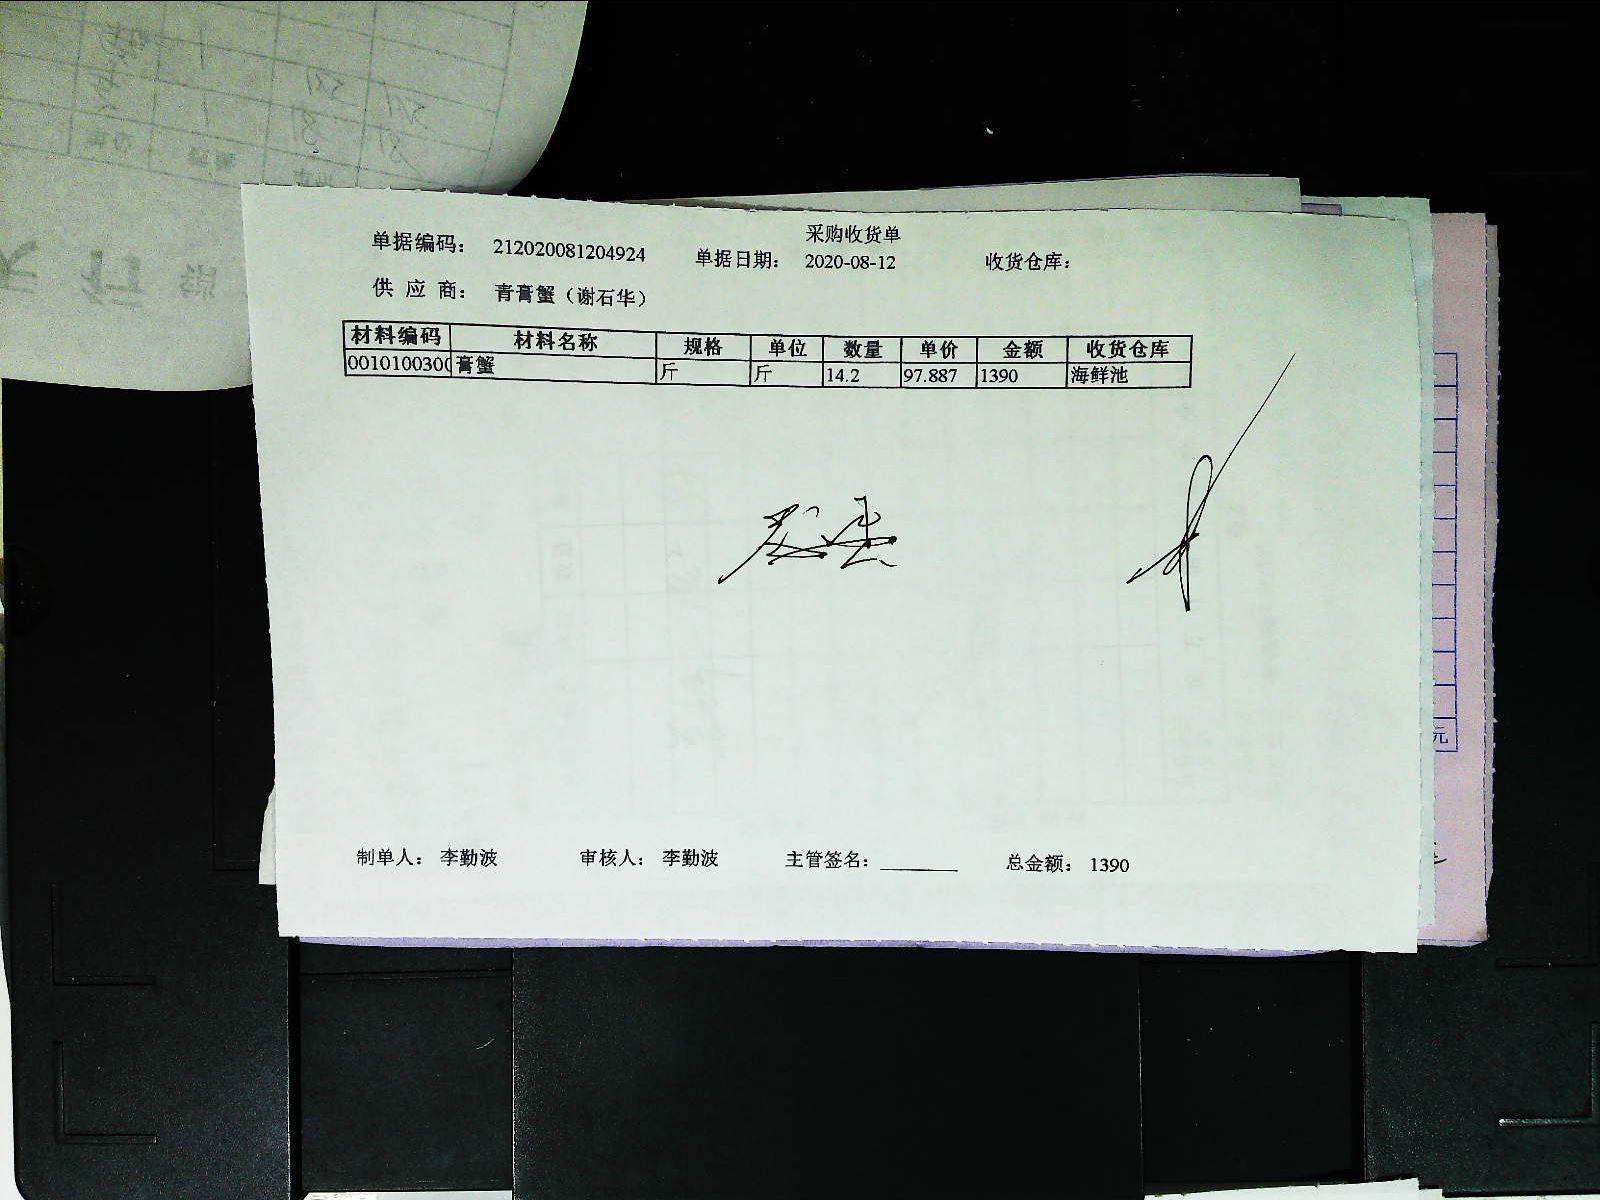 采购收货单
单据编码： 212020081204924 单据日期： 2020-08-12 收货仓库：
供 应 商： 青膏蟹（谢石华）
材料编码 材料名称 规格 单位 数量 单价 金额 收货仓库
0010100300 膏蟹 斤 斤 14.2 97.887 1390 海鲜池
制单人： 李勤波 审核人： 李勤波 主管签名： 总金额： 1390
元